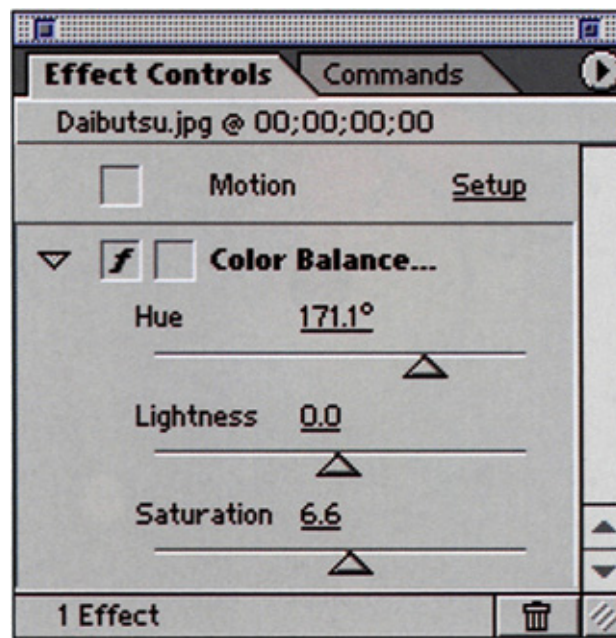 Effect Controls Commands
Daibutsu.jpg @ 00;00;00;00
Motion Setup
f Color Balance...
Hue 171.1°
Lightness 0.0
Saturation 6.6
1 Effect